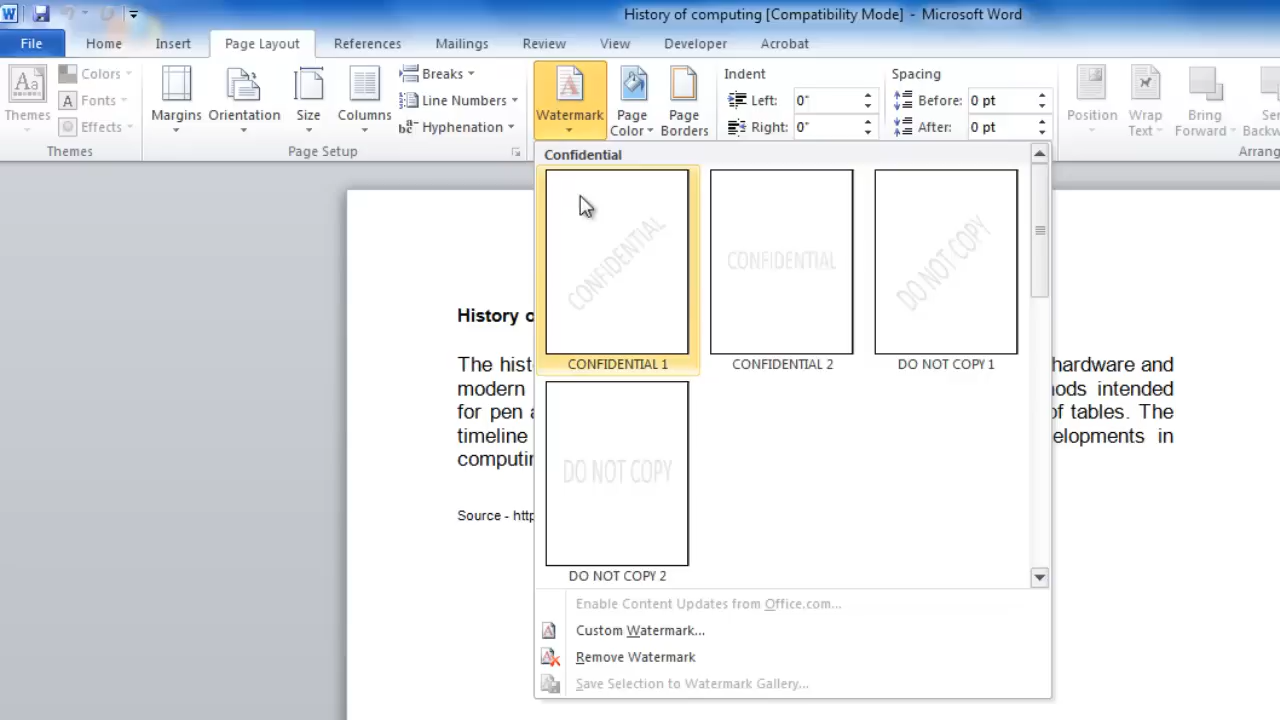 History of computing [Compatibility Mode] - Microsoft Word
File Home Insert Page Layout References Mailings Review View Developer Acrobat
Themes
Colors
Fonts
Effects
Themes
Margins
Orientation
Size
Columns
Breaks
Line Numbers
Hyphenation
Page Setup
Watermark
Page Color
Page Borders
Indent
Left: 0"
Right: 0"
Spacing
Before: 0 pt
After: 0 pt
Position
Wrap Text
Bring Forward
Confidential
CONFIDENTIAL
CONFIDENTIAL 1
CONFIDENTIAL
CONFIDENTIAL 2
DO NOT COPY
DO NOT COPY 1
DO NOT COPY
DO NOT COPY 2
Enable Content Updates from Office.com...
Custom Watermark...
Remove Watermark
Save Selection to Watermark Gallery...
History
The hardware and
modern intended
for pen of tables. The
timeline in
Source -